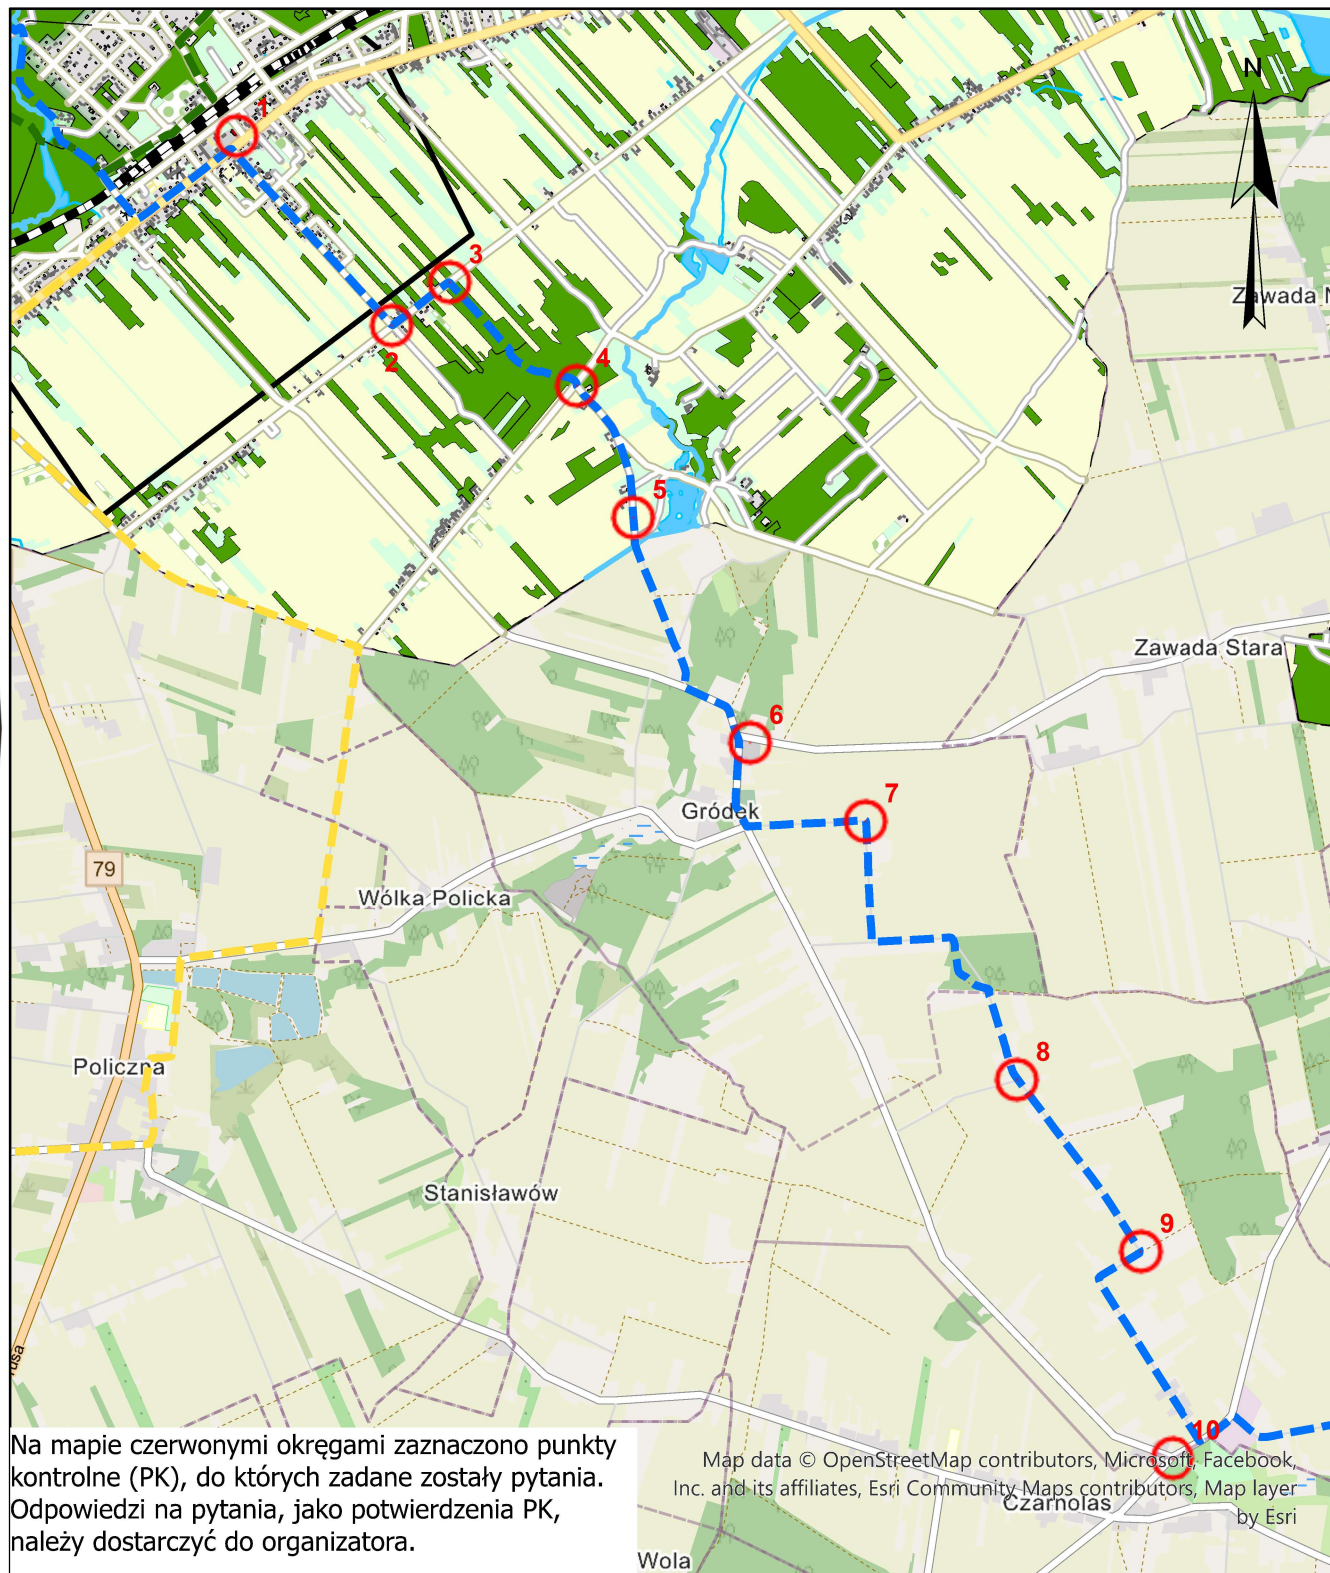 N
1
3
Zawada N
2
4
5
Zawada Stara
6
Gródek
7
79
Wólka Policka
Policzna
8
Stanisławów
9
usa
10
Na mapie czerwonymi okręgami zaznaczono punkty
kontrolne (PK), do których zadane zostały pytania.
Odpowiedzi na pytania, jako potwierdzenia PK,
należy dostarczyć do organizatora.
Map data © OpenStreetMap contributors, Microsoft, Facebook,
Inc. and its affiliates, Esri Community Maps contributors, Map layer
by Esri
Czarnolas
Wola